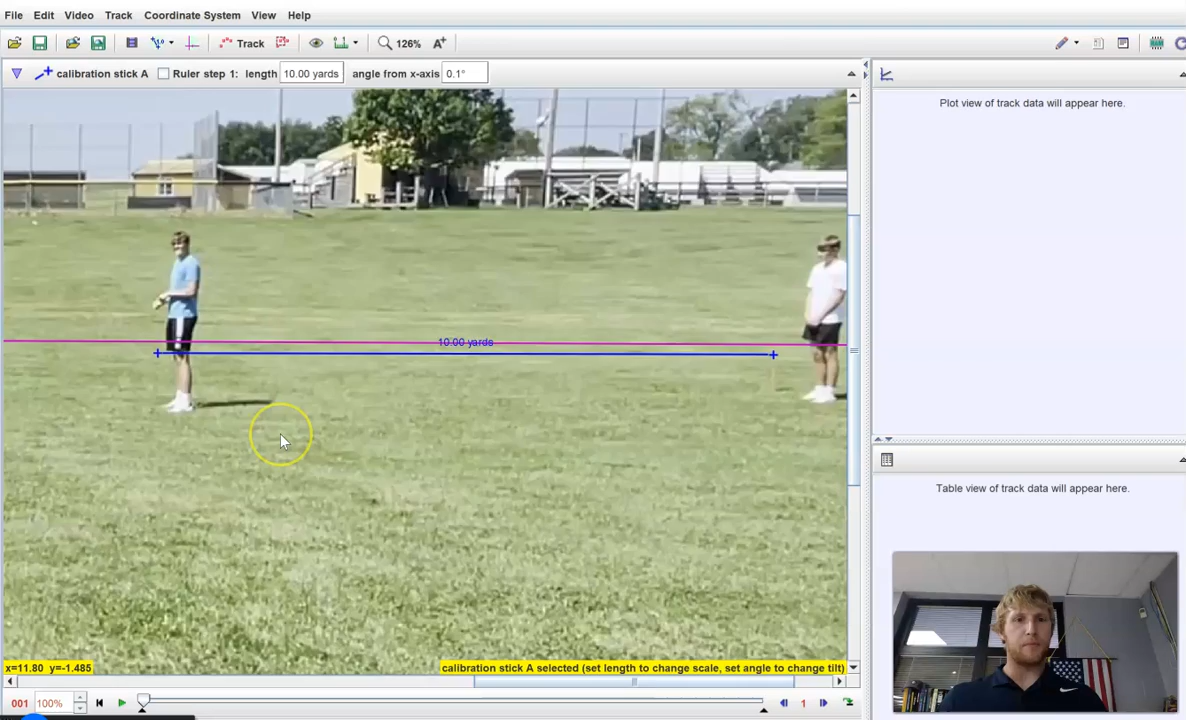 File Edit Video Track Coordinate System View Help
Track 126%
calibration stick A Ruler step 1: length 10.00 yards angle from x-axis 0.1°
Plot view of track data will appear here.
10.00 yards
Table view of track data will appear here.
x=11.80 y=-1.485 calibration stick A selected (set length to change scale, set angle to change tilt)
001 100% 1